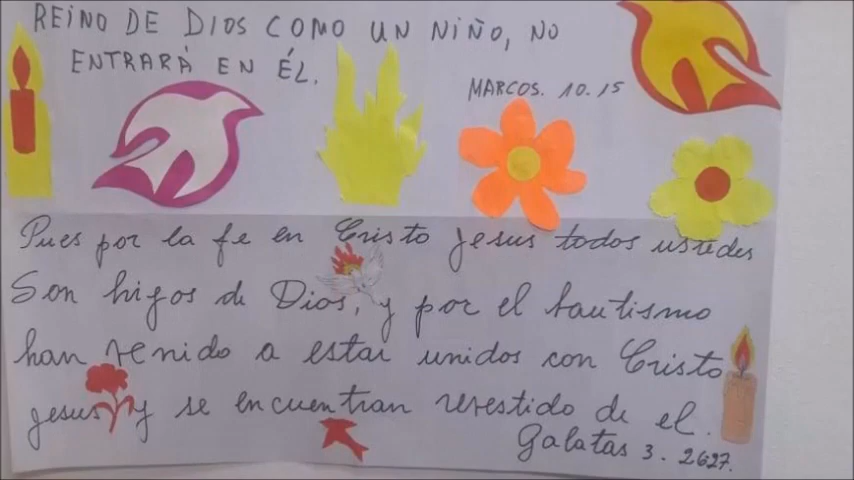 REINO DE DIOS COMO UN NIÑO, NO
ENTRARÁ EN ÉL.
MARCOS. 10.15
Pues por la fe en Cristo Jesus todos ustedes
Son hijos de Dios, y por el bautismo
han venido a estar unidos con Cristo
Jesus y se encuentran revestido de el.
Galatas 3. 2627.